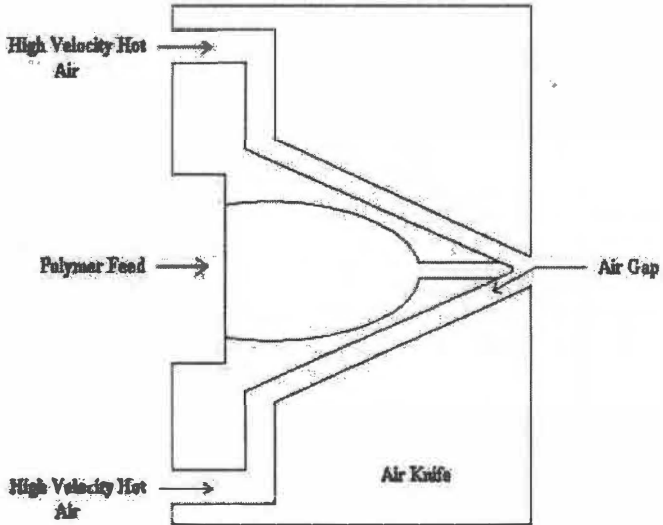 High Velocity Hot
Air
Polymer Feed
Air Gap
Air Knife
High Velocity Hot
Air